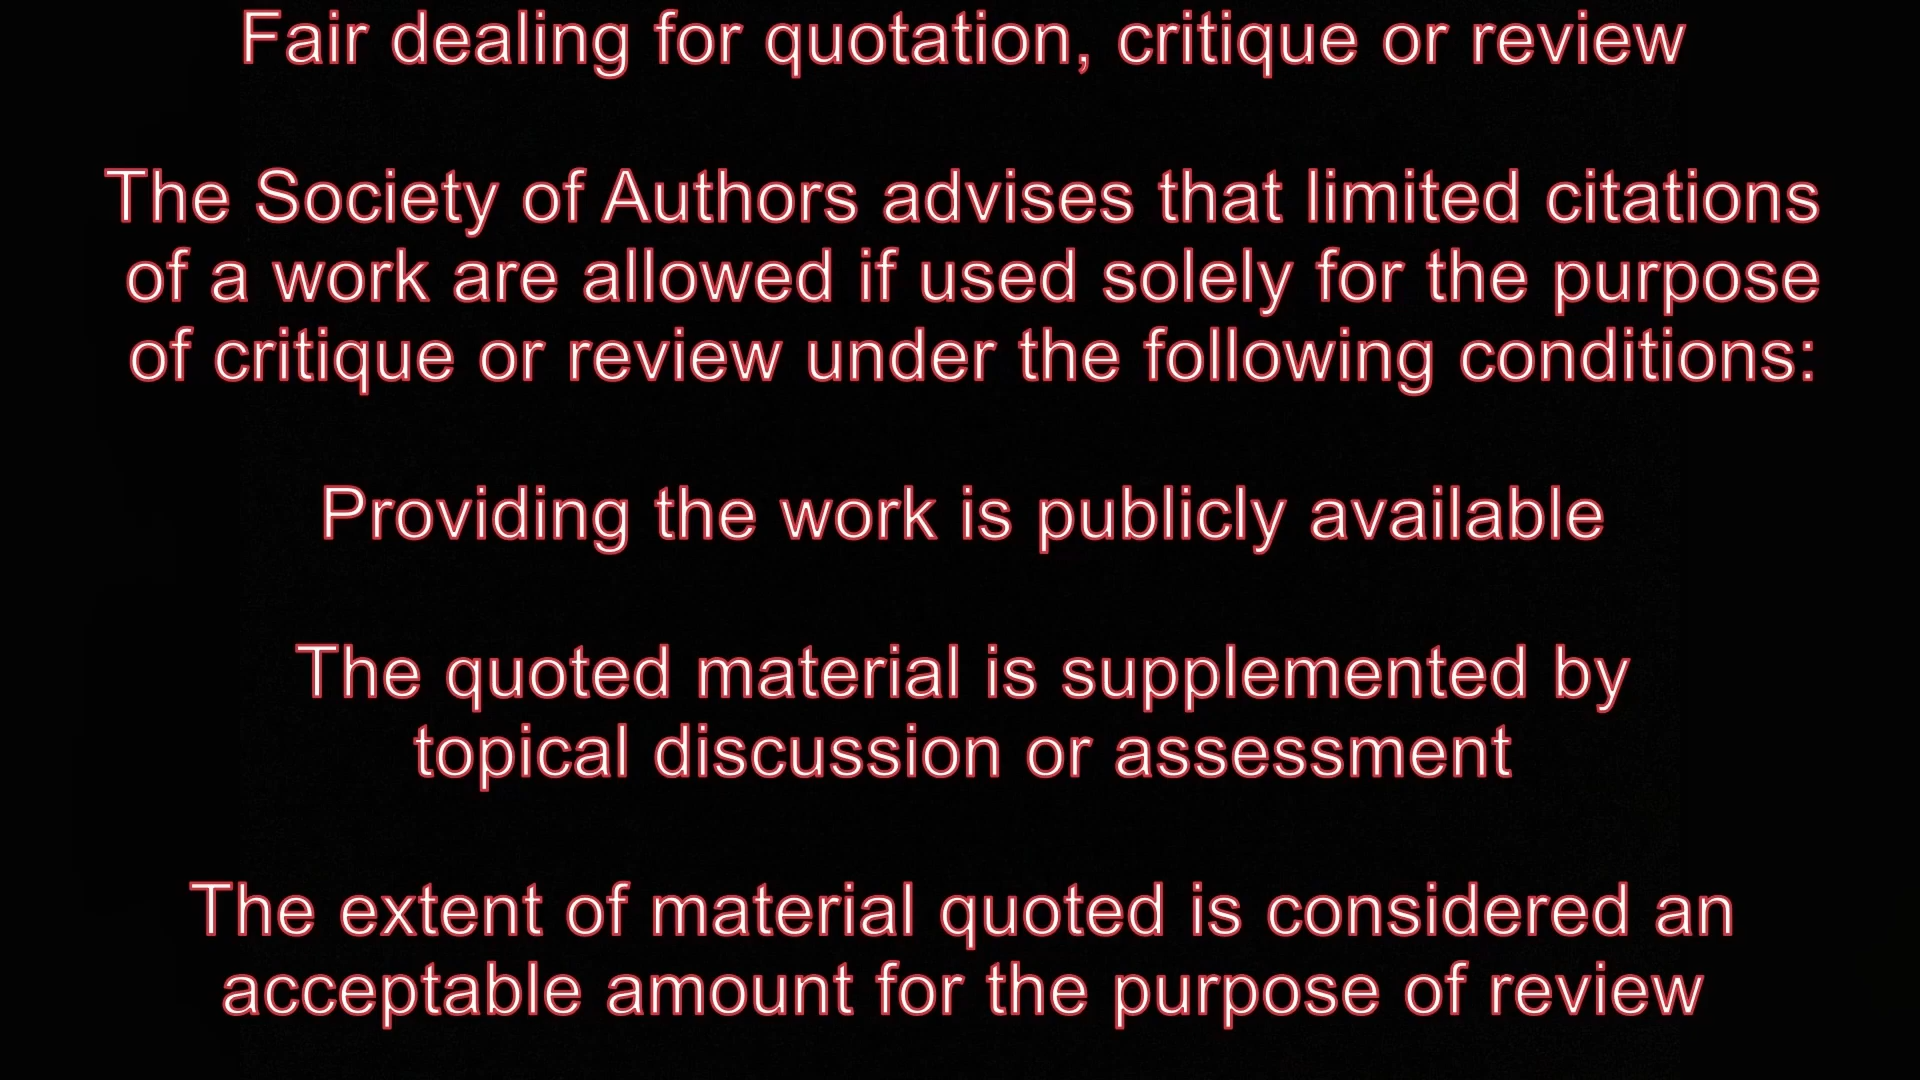 Fair dealing for quotation, critique or review
The Society of Authors advises that limited citations
of a work are allowed if used solely for the purpose
of critique or review under the following conditions:
Providing the work is publicly available
The quoted material is supplemented by
topical discussion or assessment
The extent of material quoted is considered an
acceptable amount for the purpose of review